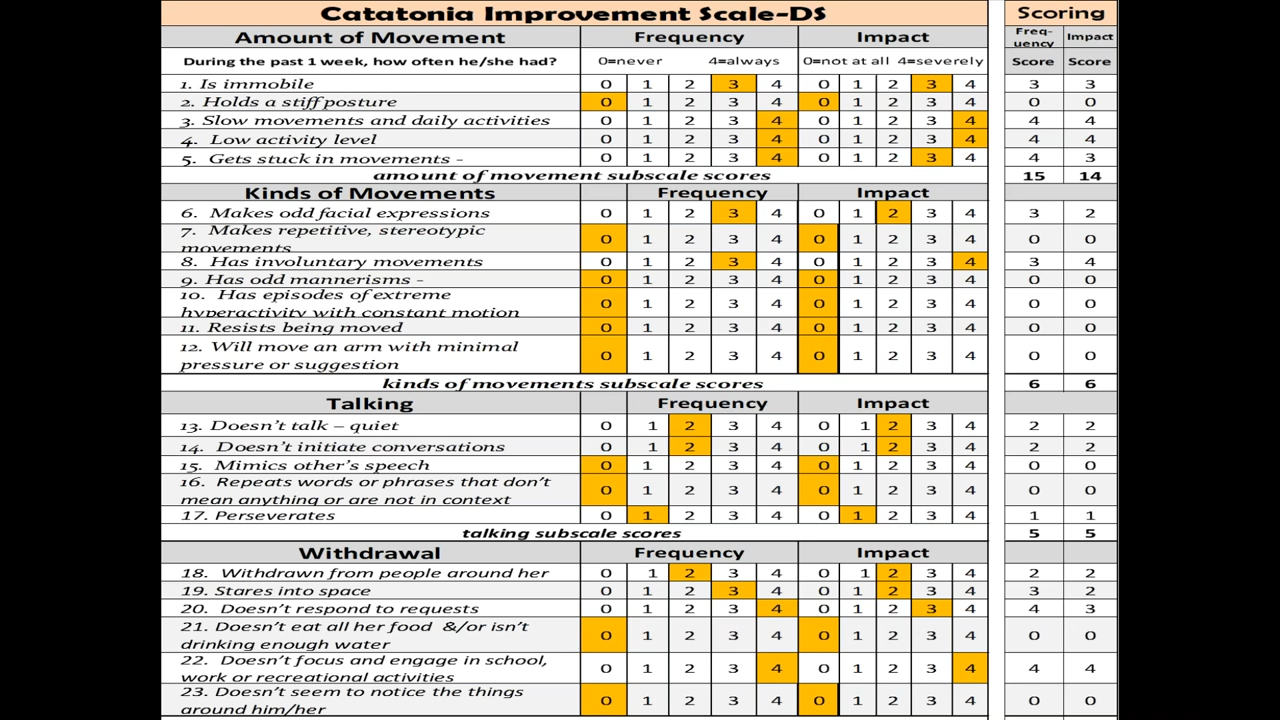 Catatonia Improvement Scale-DS Scoring
Amount of Movement Frequency Impact Freq-uency Impact
During the past 1 week, how often he/she had? 0=never 4=always 0=not at all 4=severely Score Score
1. Is immobile 0 1 2 3 4 0 1 2 3 4 3 3
2. Holds a stiff posture 0 1 2 3 4 0 1 2 3 4 0 0
3. Slow movements and daily activities 0 1 2 3 4 0 1 2 3 4 4 4
4. Low activity level 0 1 2 3 4 0 1 2 3 4 4 4
5. Gets stuck in movements - 0 1 2 3 4 0 1 2 3 4 4 3
amount of movement subscale scores 15 14
Kinds of Movements Frequency Impact
6. Makes odd facial expressions 0 1 2 3 4 0 1 2 3 4 3 2
7. Makes repetitive, stereotypic
movements 0 1 2 3 4 0 1 2 3 4 0 0
8. Has involuntary movements 0 1 2 3 4 0 1 2 3 4 3 4
9. Has odd mannerisms - 0 1 2 3 4 0 1 2 3 4 0 0
10. Has episodes of extreme
hyperactivity with constant motion 0 1 2 3 4 0 1 2 3 4 0 0
11. Resists being moved 0 1 2 3 4 0 1 2 3 4 0 0
12. Will move an arm with minimal
pressure or suggestion 0 1 2 3 4 0 1 2 3 4 0 0
kinds of movements subscale scores 6 6
Talking Frequency Impact
13. Doesn't talk – quiet 0 1 2 3 4 0 1 2 3 4 2 2
14. Doesn't initiate conversations 0 1 2 3 4 0 1 2 3 4 2 2
15. Mimics other's speech 0 1 2 3 4 0 1 2 3 4 0 0
16. Repeats words or phrases that don't
mean anything or are not in context 0 1 2 3 4 0 1 2 3 4 0 0
17. Perseverates 0 1 2 3 4 0 1 2 3 4 1 1
talking subscale scores 5 5
Withdrawal Frequency Impact
18. Withdrawn from people around her 0 1 2 3 4 0 1 2 3 4 2 2
19. Stares into space 0 1 2 3 4 0 1 2 3 4 3 2
20. Doesn't respond to requests 0 1 2 3 4 0 1 2 3 4 4 3
21. Doesn't eat all her food &/or isn't
drinking enough water 0 1 2 3 4 0 1 2 3 4 0 0
22. Doesn't focus and engage in school,
work or recreational activities 0 1 2 3 4 0 1 2 3 4 4 4
23. Doesn't seem to notice the things
around him/her 0 1 2 3 4 0 1 2 3 4 0 0